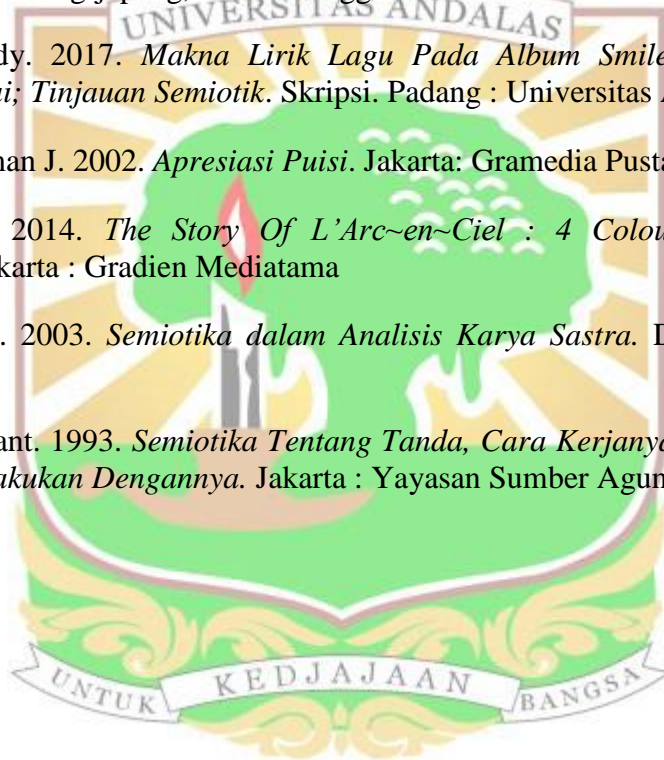 UNIVERSITAS ANDALAS
dy. 2017. Makna Lirik Lagu Pada Album Smile
i; Tinjauan Semiotik. Skripsi. Padang : Universitas
nan J. 2002. Apresiasi Puisi. Jakarta: Gramedia Pusta
2014. The Story Of L’Arc~en~Ciel : 4 Colou
karta : Gradien Mediatama
. 2003. Semiotika dalam Analisis Karya Sastra. D
ant. 1993. Semiotika Tentang Tanda, Cara Kerjanya
akukan Dengannya. Jakarta : Yayasan Sumber Agun
UNTUK KEDJAJAAN BANGSA